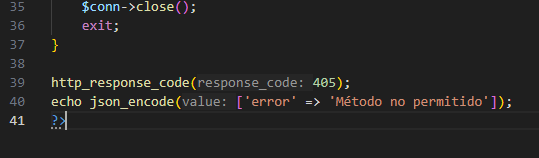 35 $conn->close();
36 exit;
37 }
38
39 http_response_code(response_code: 405);
40 echo json_encode(value: ['error' => 'Método no permitido']);
41 ?>